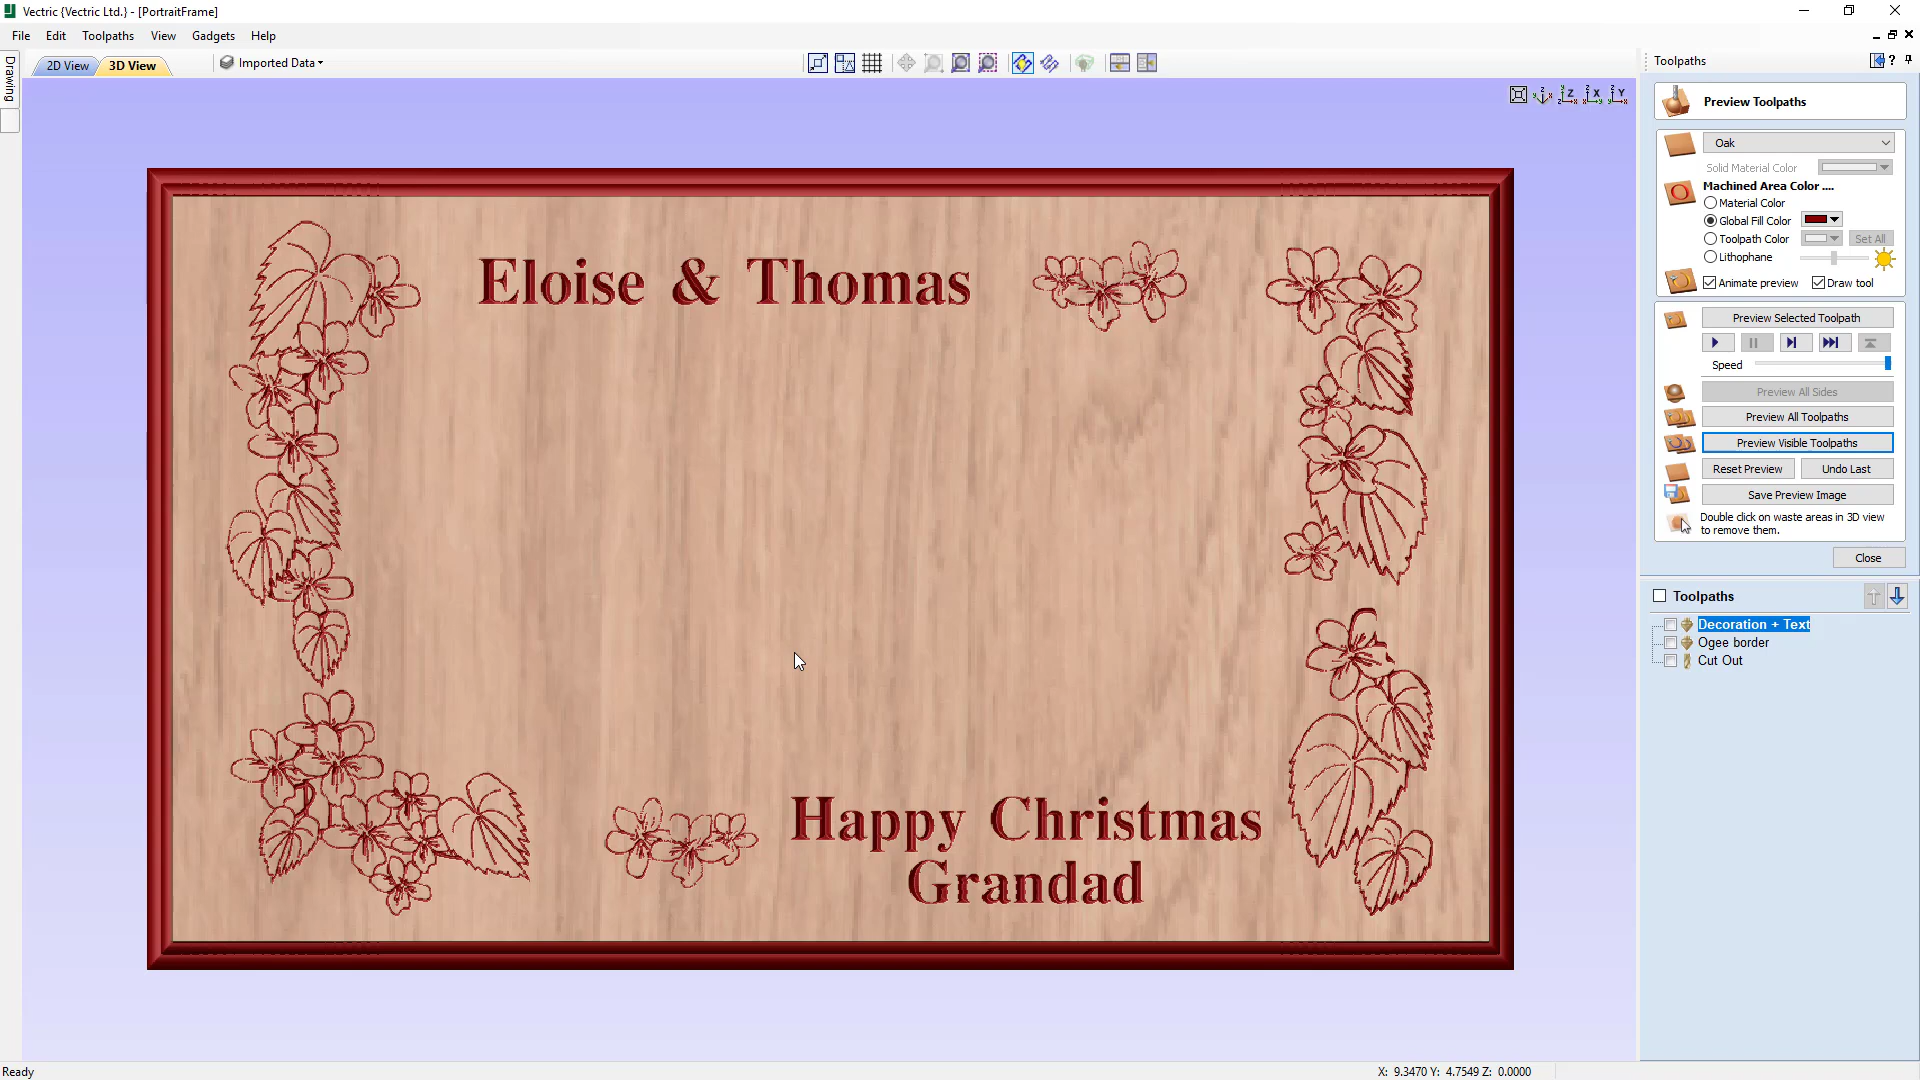 Vectric {Vectric Ltd.} - [PortraitFrame]
File Edit Toolpaths View Gadgets Help
Drawing
2D View 3D View Imported Data
Toolpaths
Preview Toolpaths
Oak
Solid Material Color
Machined Area Color ....
Material Color
Global Fill Color
Toolpath Color Set All
Lithophane
Animate preview Draw tool
Preview Selected Toolpath
Speed
Preview All Sides
Preview All Toolpaths
Preview Visible Toolpaths
Reset Preview Undo Last
Save Preview Image
Double click on waste areas in 3D view
to remove them.
Close
Toolpaths
Decoration + Text
Ogee border
Cut Out
Eloise & Thomas
Happy Christmas
Grandad
Ready
X: 9.3470 Y: 4.7549 Z: 0.0000